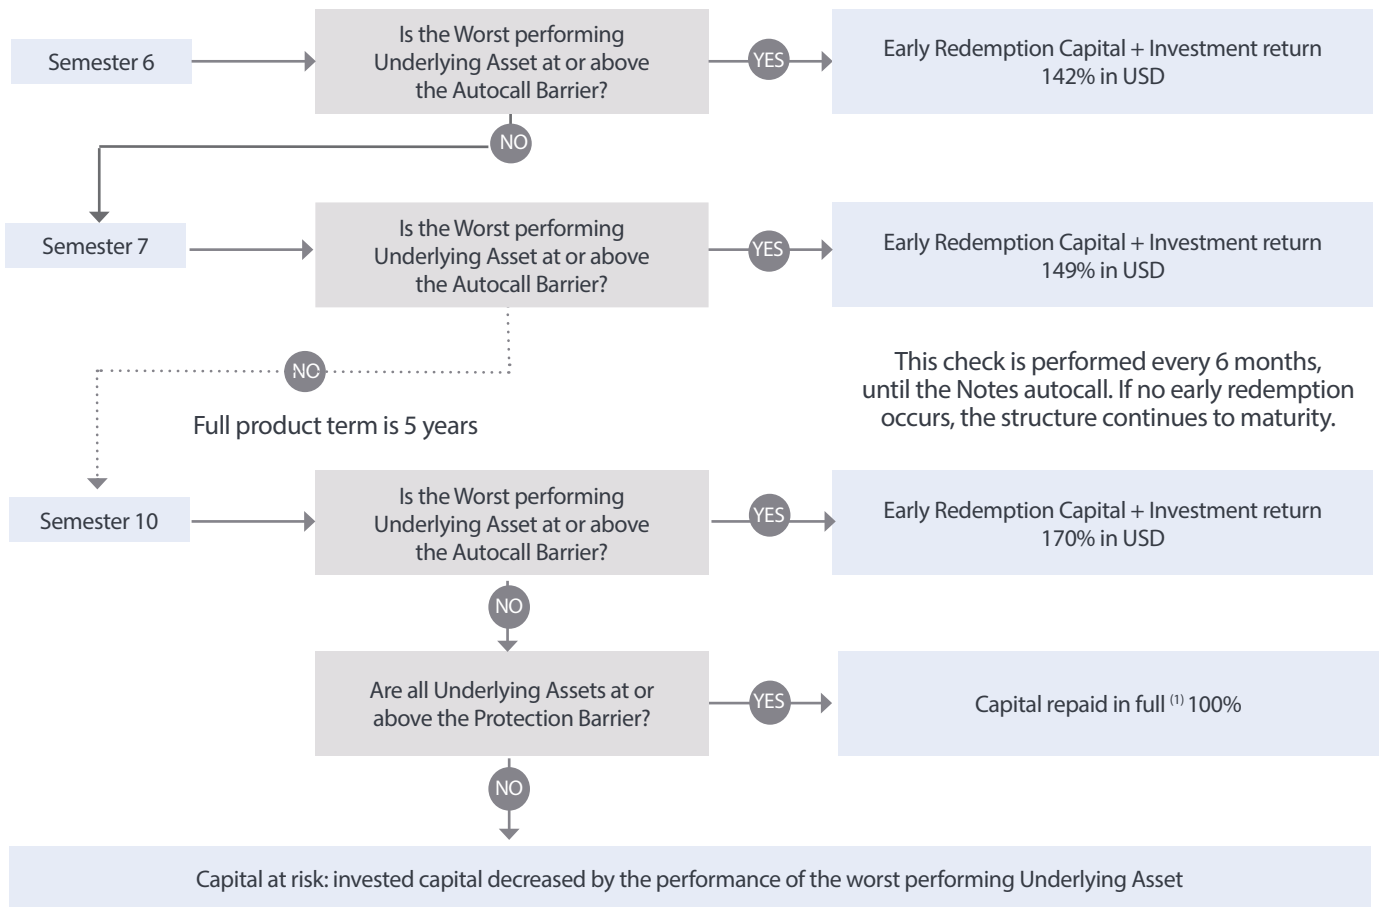 Semester 6
Is the Worst performing
Underlying Asset at or above
the Autocall Barrier?
YES
Early Redemption Capital + Investment return
142% in USD
NO
Semester 7
Is the Worst performing
Underlying Asset at or above
the Autocall Barrier?
YES
Early Redemption Capital + Investment return
149% in USD
NO
Full product term is 5 years
This check is performed every 6 months,
until the Notes autocall. If no early redemption
occurs, the structure continues to maturity.
Semester 10
Is the Worst performing
Underlying Asset at or above
the Autocall Barrier?
YES
Early Redemption Capital + Investment return
170% in USD
NO
Are all Underlying Assets at or
above the Protection Barrier?
YES
Capital repaid in full (1) 100%
NO
Capital at risk: invested capital decreased by the performance of the worst performing Underlying Asset